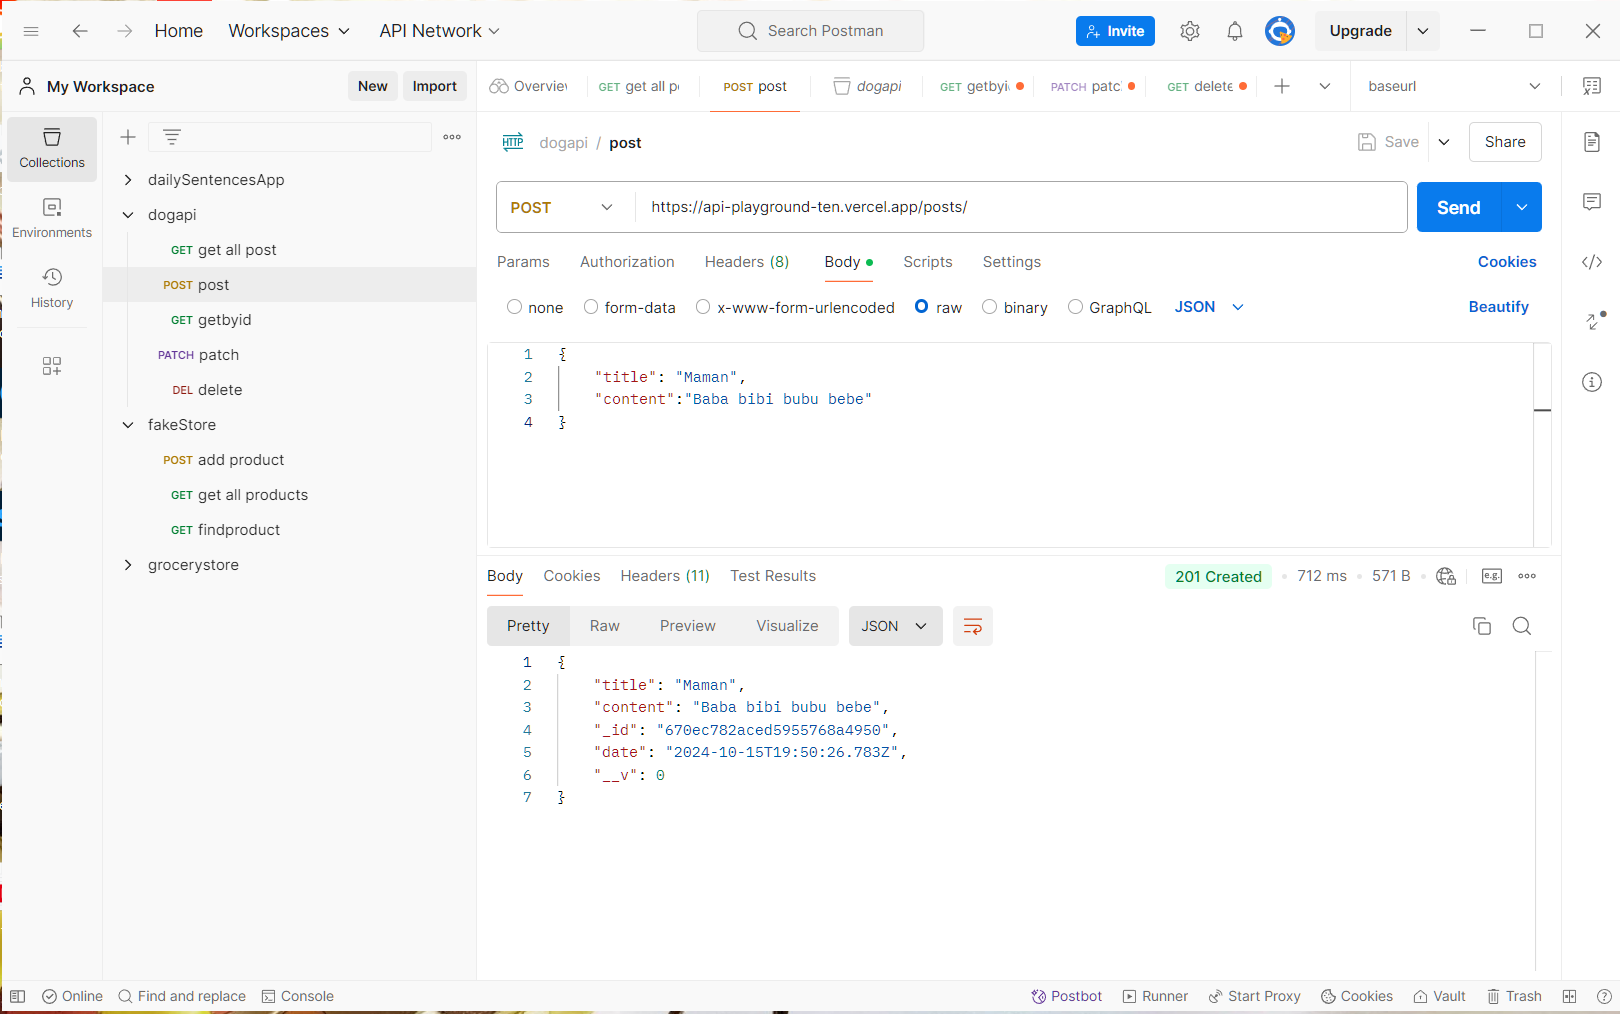 Home Workspaces API Network Search Postman Invite Upgrade
My Workspace New Import Overview GET get all po POST post dogapi GET getbyi PATCH patc GET delete baseurl
Collections
Environments
History
dailySentencesApp
dogapi
GET get all post
POST post
GET getbyid
PATCH patch
DEL delete
fakeStore
POST add product
GET get all products
GET findproduct
grocerystore
HTTP dogapi / post Save Share
POST https://api-playground-ten.vercel.app/posts/ Send
Params Authorization Headers (8) Body Scripts Settings Cookies
none form-data x-www-form-urlencoded raw binary GraphQL JSON Beautify
1 {
2 "title": "Maman",
3 "content":"Baba bibi bubu bebe"
4 }
Body Cookies Headers (11) Test Results 201 Created 712 ms 571 B e.g.
Pretty Raw Preview Visualize JSON
1 {
2 "title": "Maman",
3 "content": "Baba bibi bubu bebe",
4 "_id": "670ec782aced5955768a4950",
5 "date": "2024-10-15T19:50:26.783Z",
6 "__v": 0
7 }
Online Find and replace Console Postbot Runner Start Proxy Cookies Vault Trash